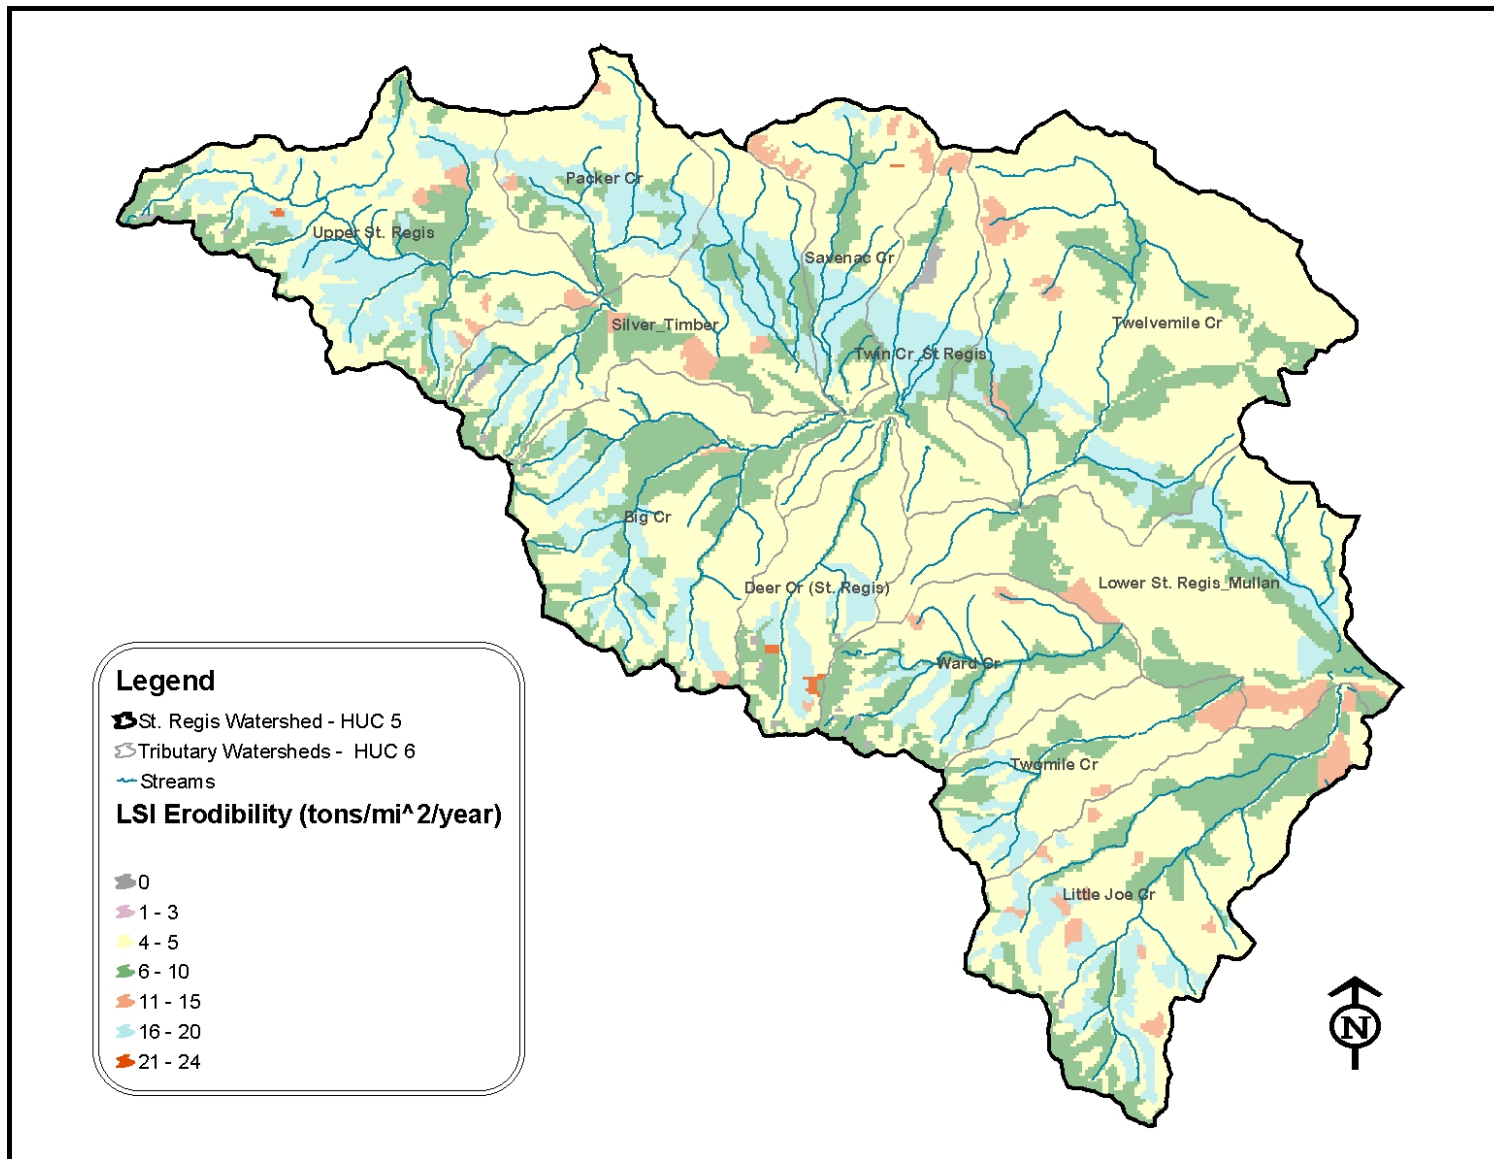 Packer Cr
Upper St. Regis
Savenac Cr
Silver_Timber
Twelvemile Cr
Twin Cr_St Regis
Big Cr
Deer Cr (St. Regis)
Lower St. Regis_Mullan
Ward Cr
Twomile Cr
Little Joe Cr
Legend
St. Regis Watershed - HUC 5
Tributary Watersheds - HUC 6
Streams
LSI Erodibility (tons/mi^2/year)
0
1 - 3
4 - 5
6 - 10
11 - 15
16 - 20
21 - 24
N